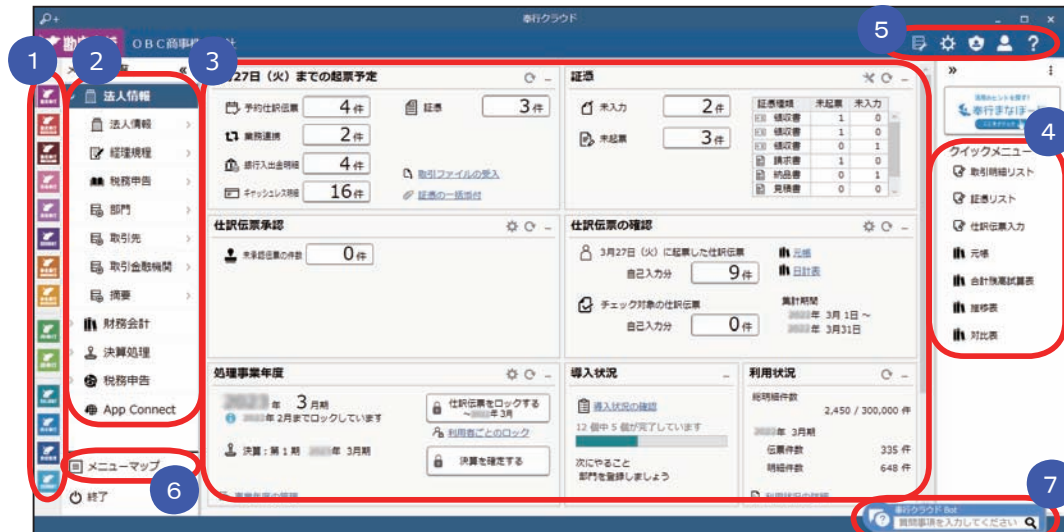 奉行クラウド
OBC商事
1
2
3
4
5
6
7
法人情報
法人情報
経理規程
税務申告
部門
取引先
取引金融機関
摘要
財務会計
決算処理
税務申告
App Connect
メニューマップ
終了
月27日（火）までの起票予定
予約仕訳伝票 4件
業務連携 2件
銀行入出金明細 4件
キャッシュレス明細 16件
証憑 3件
取引ファイルの受入
証憑の一括添付
証憑
未入力 2件
未起票 3件
証憑種類 未起票 未入力
領収書 1 0
領収書 1 0
領収書 0 1
請求書 1 0
納品書 0 1
見積書 0 0
仕訳伝票承認
未承認伝票の件数 0件
仕訳伝票の確認
3月27日（火）に起票した仕訳伝票
自己入力分 9件
元帳
日計表
チェック対象の仕訳伝票
自己入力分 0件
集計期間
年 3月 1日 ～
年 3月31日
処理事業年度
年 3月期
年 2月までロックしています
決算：第 1 期 年 3月期
仕訳伝票をロックする
～ 年 3月
利用者ごとのロック
決算を確定する
導入状況
導入状況の確認
12 個中 5 個が完了しています
次にやること
部門を登録しましょう
利用状況
総明細件数
2,450 / 300,000 件
年 3月期
伝票件数 335 件
明細件数 648 件
奉行まなぼーど
クイックメニュー
取引明細リスト
証憑リスト
仕訳伝票入力
元帳
合計残高試算表
推移表
対比表
奉行クラウド Bot
質問事項を入力してください